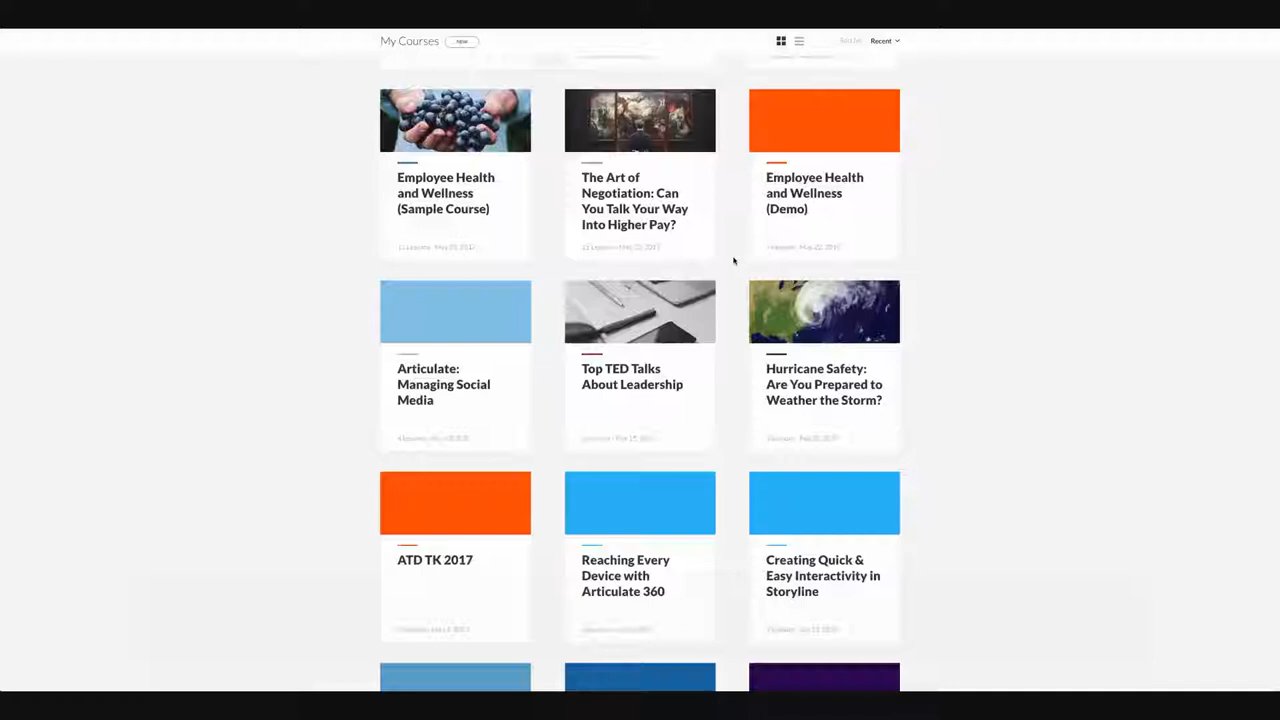 My Courses
NEW
Recent
Employee Health
and Wellness
(Sample Course)
The Art of
Negotiation: Can
You Talk Your Way
Into Higher Pay?
Employee Health
and Wellness
(Demo)
Articulate:
Managing Social
Media
Top TED Talks
About Leadership
Hurricane Safety:
Are You Prepared to
Weather the Storm?
ATD TK 2017
Reaching Every
Device with
Articulate 360
Creating Quick &
Easy Interactivity in
Storyline